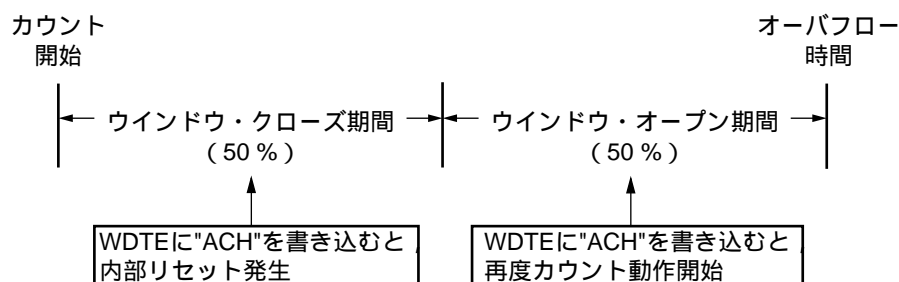 カウント
開始
オーバフロー
時間
ウインドウ・クローズ期間
(50 %)
ウインドウ・オープン期間
(50 %)
WDTEに"ACH"を書き込むと
内部リセット発生
WDTEに"ACH"を書き込むと
再度カウント動作開始